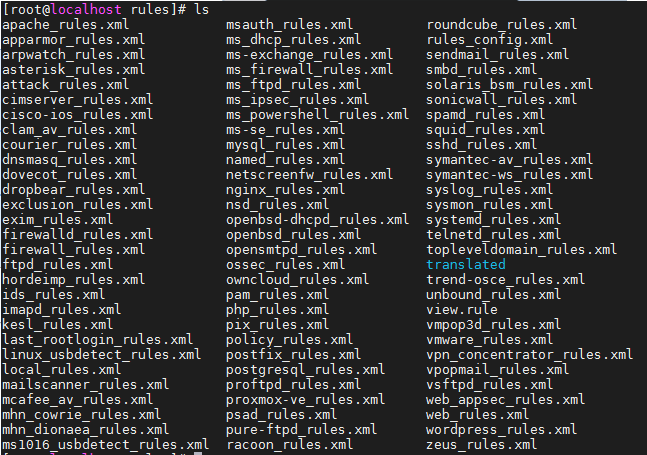 [root@localhost rules]# ls
apache_rules.xml msauth_rules.xml roundcube_rules.xml
apparmor_rules.xml ms_dhcp_rules.xml rules_config.xml
arpwatch_rules.xml ms-exchange_rules.xml sendmail_rules.xml
asterisk_rules.xml ms_firewall_rules.xml smbd_rules.xml
attack_rules.xml ms_ftpd_rules.xml solaris_bsm_rules.xml
cimserver_rules.xml ms_ipsec_rules.xml sonicwall_rules.xml
cisco-ios_rules.xml ms_powershell_rules.xml spamd_rules.xml
clam_av_rules.xml ms-se_rules.xml squid_rules.xml
courier_rules.xml mysql_rules.xml sshd_rules.xml
dnsmasq_rules.xml named_rules.xml symantec-av_rules.xml
dovecot_rules.xml netscreenfw_rules.xml symantec-ws_rules.xml
dropbear_rules.xml nginx_rules.xml syslog_rules.xml
exclusion_rules.xml nsd_rules.xml sysmon_rules.xml
exim_rules.xml openbsd-dhcpd_rules.xml systemd_rules.xml
firewalld_rules.xml openbsd_rules.xml telnetd_rules.xml
firewall_rules.xml opensmtpd_rules.xml topleveldomain_rules.xml
ftpd_rules.xml ossec_rules.xml translated
hordeimp_rules.xml owncloud_rules.xml trend-osce_rules.xml
ids_rules.xml pam_rules.xml unbound_rules.xml
imapd_rules.xml php_rules.xml view.rule
kesl_rules.xml pix_rules.xml vmpop3d_rules.xml
last_rootlogin_rules.xml policy_rules.xml vmware_rules.xml
linux_usbdetect_rules.xml postfix_rules.xml vpn_concentrator_rules.xml
local_rules.xml postgresql_rules.xml vpopmail_rules.xml
mailscanner_rules.xml proftpd_rules.xml vsftpd_rules.xml
mcafee_av_rules.xml proxmox-ve_rules.xml web_appsec_rules.xml
mhn_cowrie_rules.xml psad_rules.xml web_rules.xml
mhn_dionaea_rules.xml pure-ftpd_rules.xml wordpress_rules.xml
ms1016_usbdetect_rules.xml racoon_rules.xml zeus_rules.xml